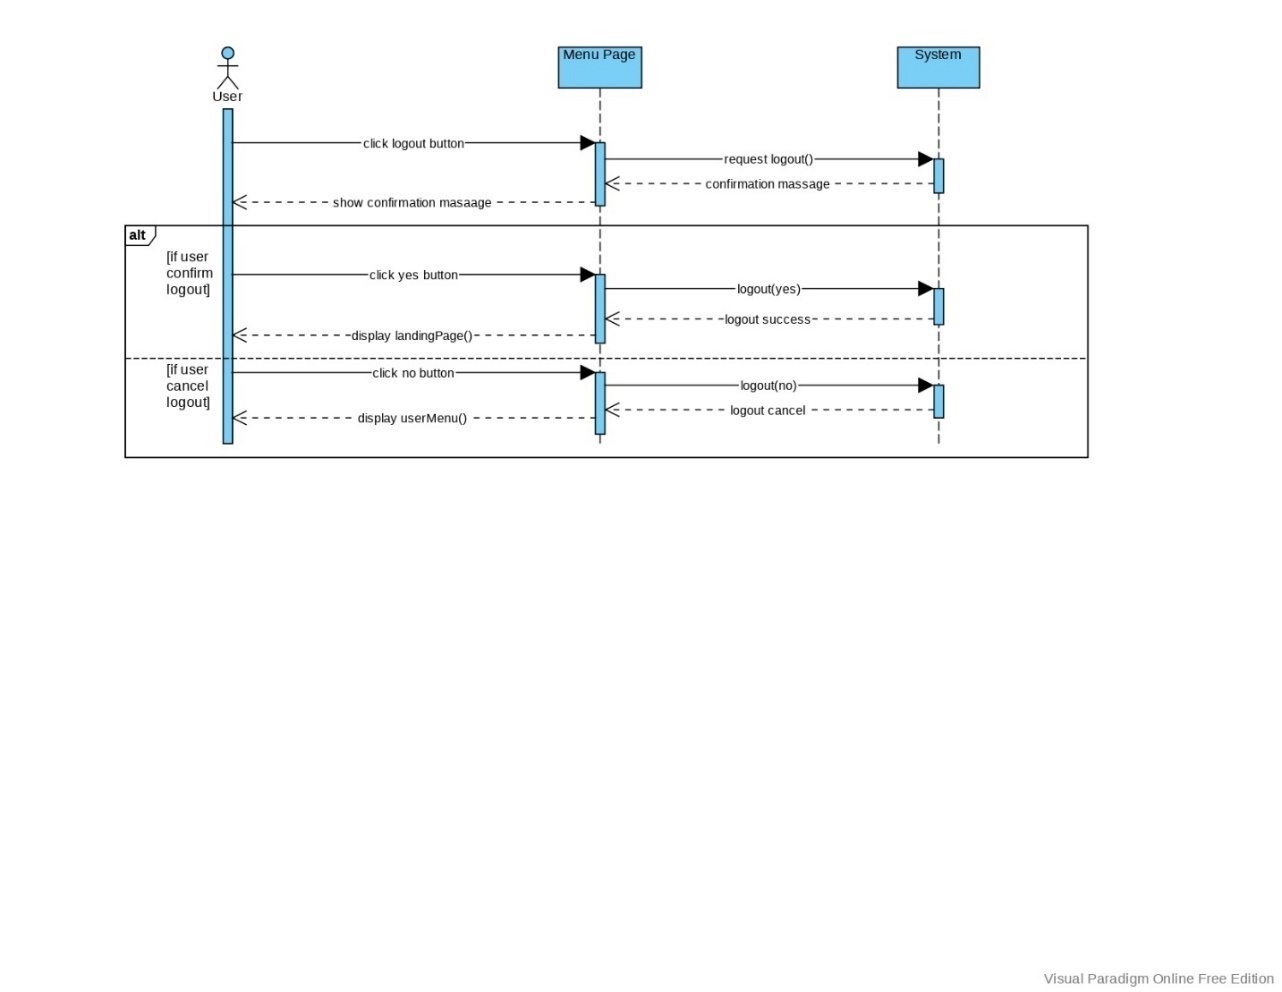 User
Menu Page
System
click logout button
request logout()
confirmation massage
show confirmation masaage
alt
[if user
confirm
logout]
click yes button
logout(yes)
logout success
display landingPage()
[if user
cancel
logout]
click no button
logout(no)
logout cancel
display userMenu()
Visual Paradigm Online Free Edition